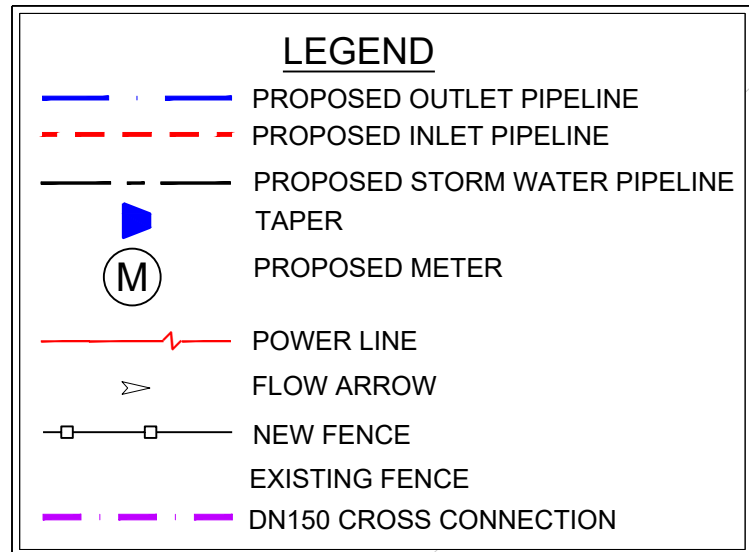 LEGEND
PROPOSED OUTLET PIPELINE
PROPOSED INLET PIPELINE
PROPOSED STORM WATER PIPELINE
TAPER
M PROPOSED METER
POWER LINE
FLOW ARROW
NEW FENCE
EXISTING FENCE
DN150 CROSS CONNECTION